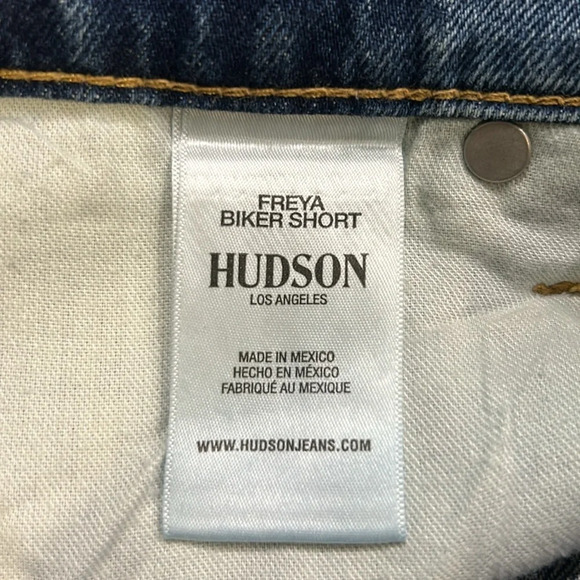 FREYA
BIKER SHORT
HUDSON
LOS ANGELES
MADE IN MEXICO
HECHO EN MÉXICO
FABRIQUÉ AU MEXIQUE
WWW.HUDSONJEANS.COM